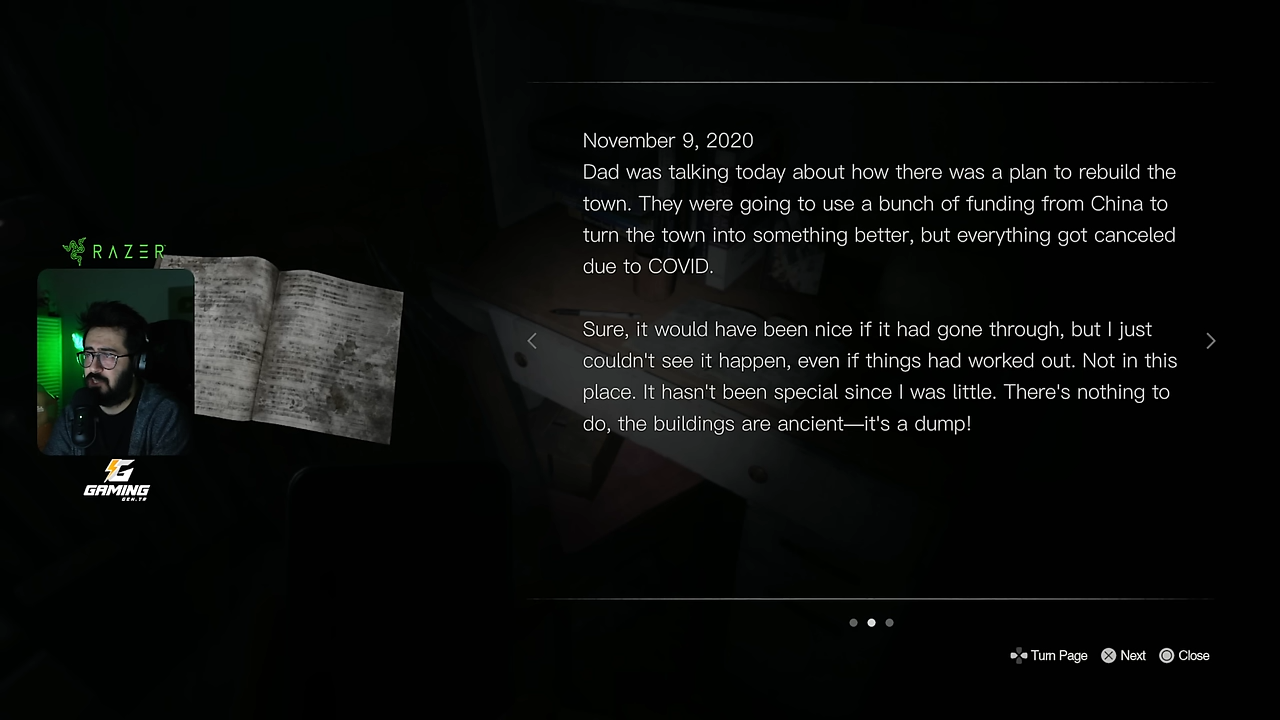 November 9, 2020
Dad was talking today about how there was a plan to rebuild the
town. They were going to use a bunch of funding from China to
turn the town into something better, but everything got canceled
due to COVID.
Sure, it would have been nice if it had gone through, but I just
couldn't see it happen, even if things had worked out. Not in this
place. It hasn't been special since I was little. There's nothing to
do, the buildings are ancient—it's a dump!
RAZER
GAMING
GEN.TR
Turn Page Next Close